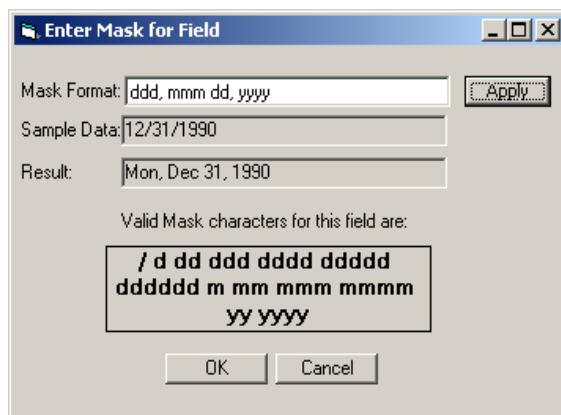 Enter Mask for Field
Mask Format: ddd, mmm dd, yyyy Apply
Sample Data: 12/31/1990
Result: Mon, Dec 31, 1990
Valid Mask characters for this field are:
/ d dd ddd dddd ddddd
dddddd m mm mmm mmmm
yy yyyy
OK Cancel